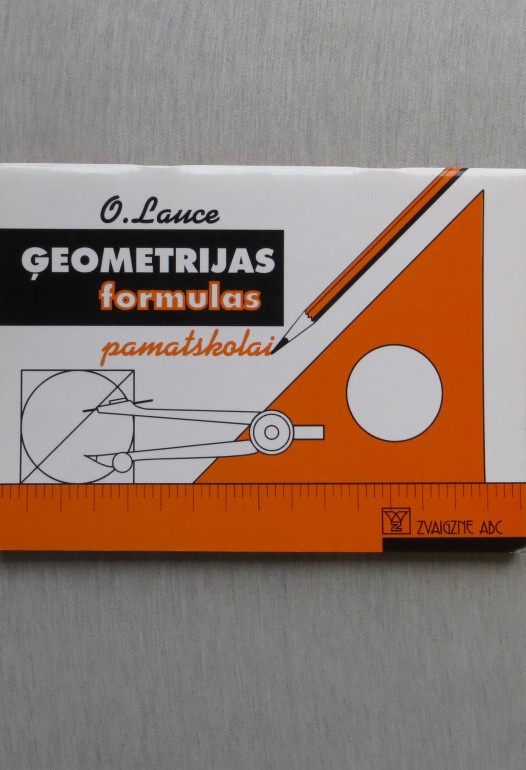 O.Lauce
ĢEOMETRIJAS
formulas
pamatskolai
ZVAIGZNE ABC